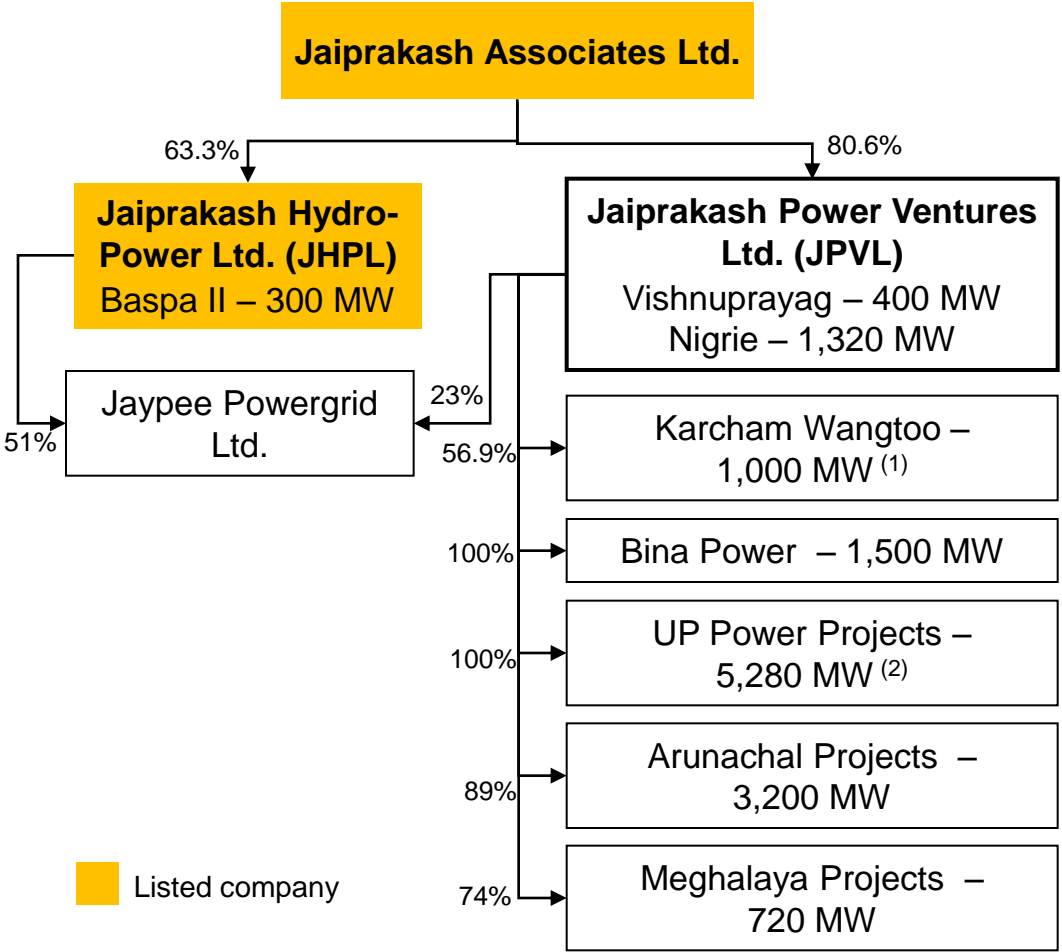 Jaiprakash Associates Ltd.
63.3%
80.6%
Jaiprakash Hydro-
Power Ltd. (JHPL)
Baspa II – 300 MW
Jaiprakash Power Ventures
Ltd. (JPVL)
Vishnuprayag – 400 MW
Nigrie – 1,320 MW
51%
Jaypee Powergrid
Ltd.
23%
56.9%
Karcham Wangtoo –
1,000 MW (1)
100%
Bina Power – 1,500 MW
100%
UP Power Projects –
5,280 MW (2)
89%
Arunachal Projects –
3,200 MW
74%
Meghalaya Projects –
720 MW
Listed company